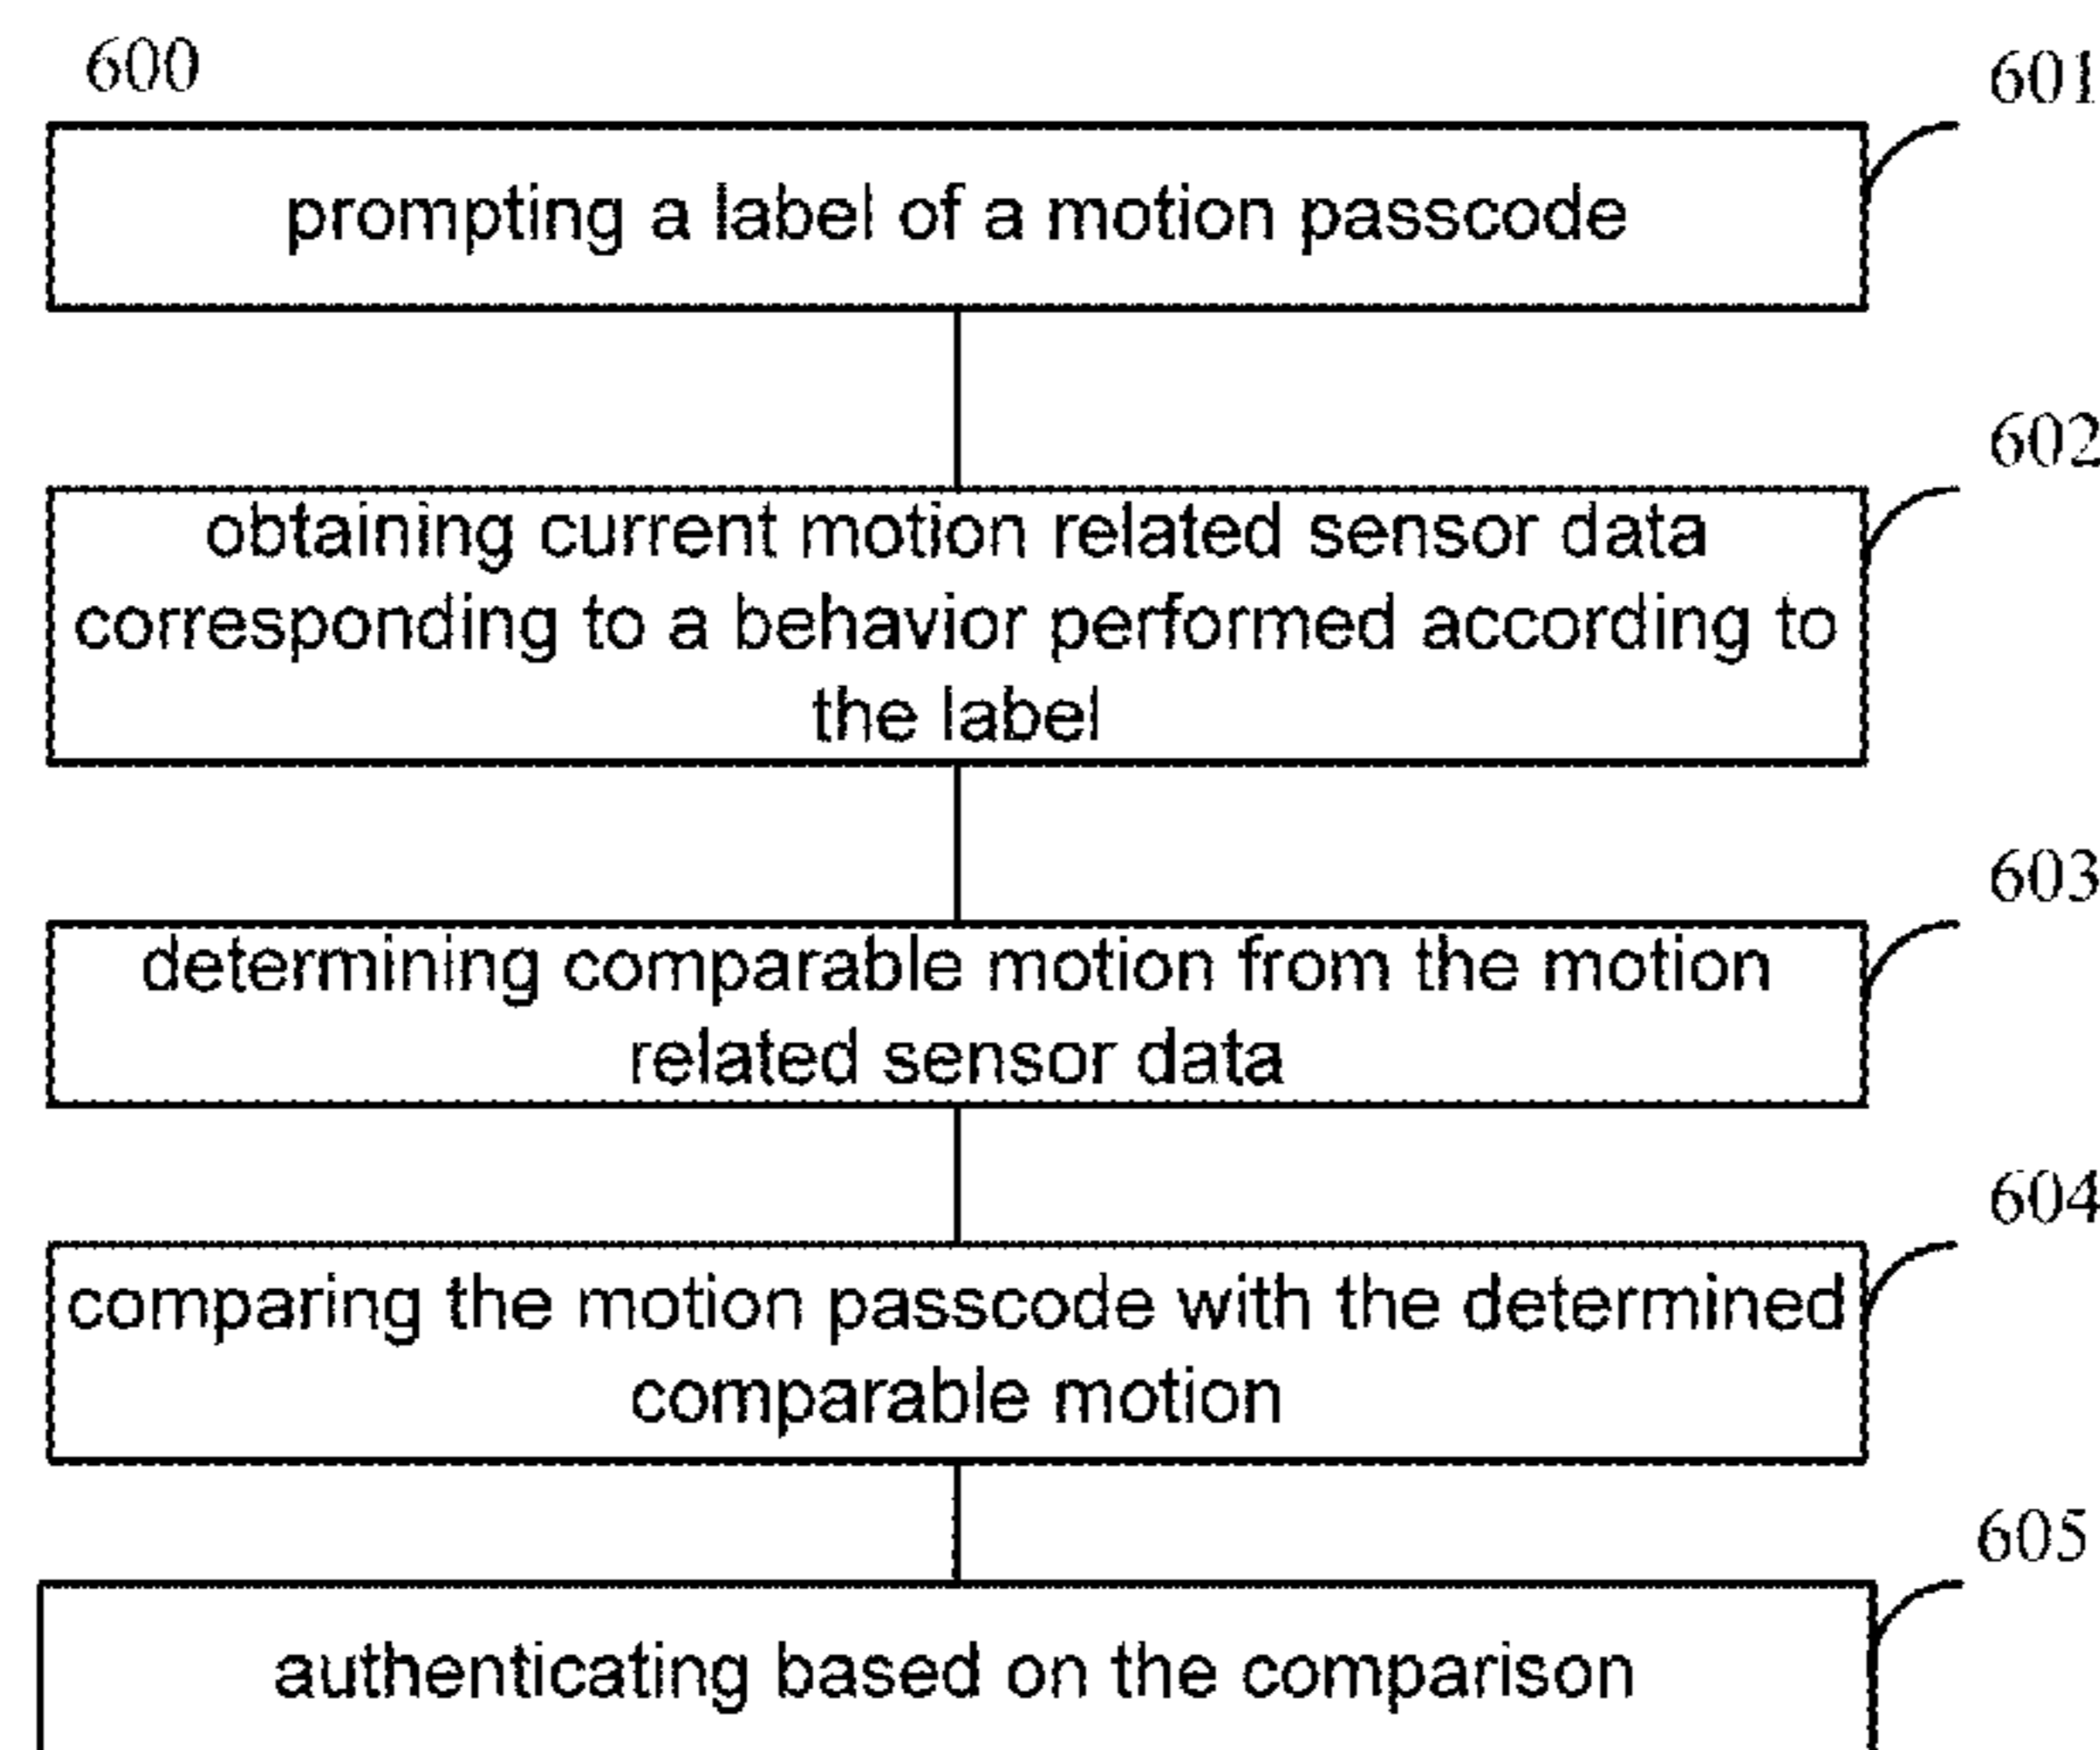 600
601
prompting a label of a motion passcode
602
obtaining current motion related sensor data
corresponding to a behavior performed according to
the label
603
determining comparable motion from the motion
related sensor data
604
comparing the motion passcode with the determined
comparable motion
605
authenticating based on the comparison